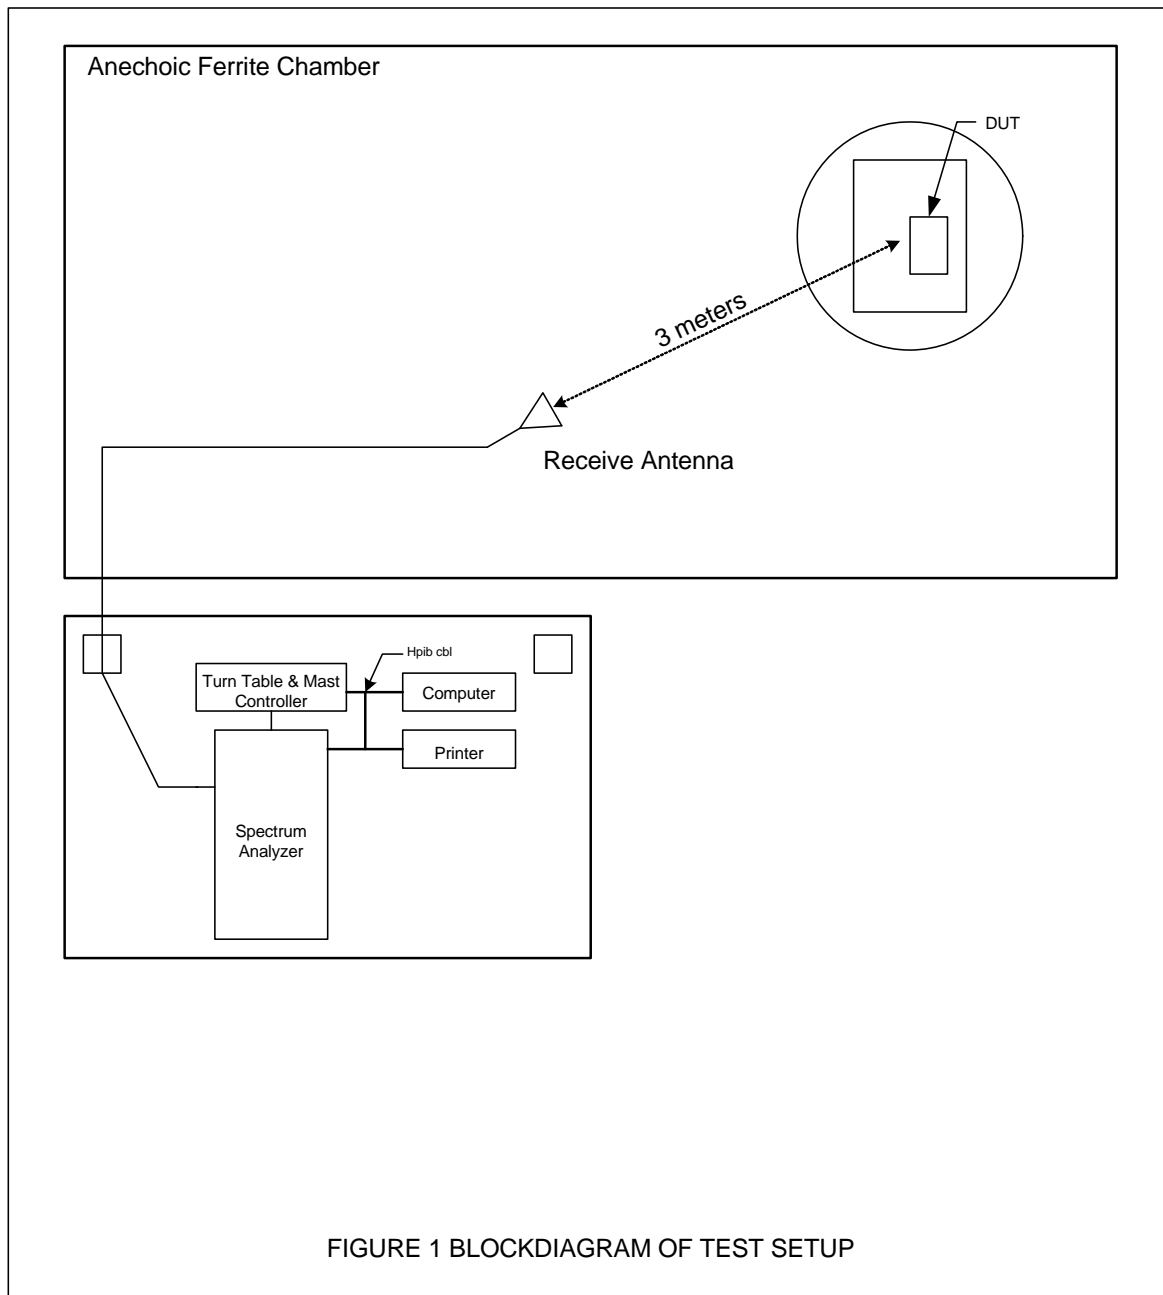 Anechoic Ferrite Chamber
DUT
3 meters
Receive Antenna
Hpib cbl
Turn Table & Mast
Controller
Computer
Printer
Spectrum
Analyzer
FIGURE 1 BLOCKDIAGRAM OF TEST SETUP